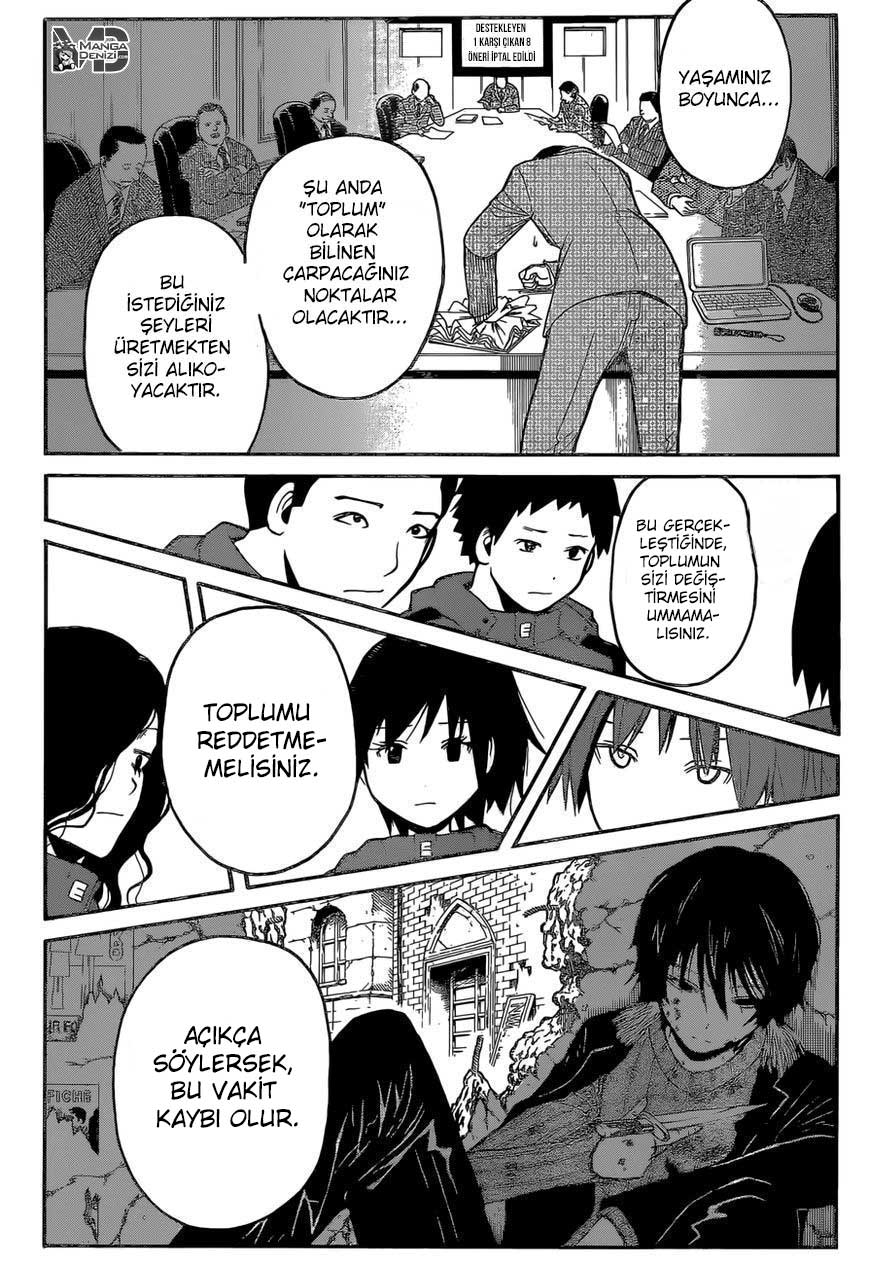 MANGA
DENİZİ
.com
DESTEKLEYEN
1 KARŞI ÇIKAN 8
ÖNERİ İPTAL EDİLDİ
YAŞAMINIZ
BOYUNCA...
ŞU ANDA
"TOPLUM"
OLARAK
BİLİNEN
ÇARPACAĞINIZ
NOKTALAR
OLACAKTIR...
BU
İSTEDİĞİNİZ
ŞEYLERİ
ÜRETMEKTEN
SİZİ ALIKO-
YACAKTIR.
BU GERÇEK-
LEŞTİĞİNDE,
TOPLUMUN
SİZİ DEĞİŞ-
TİRMESİNİ
UMMAMA-
LISINIZ.
E
TOPLUMU
REDDETME-
MELİSİNİZ.
E
E
AÇIKÇA
SÖYLERSEK,
BU VAKİT
KAYBI OLUR.
FICHE